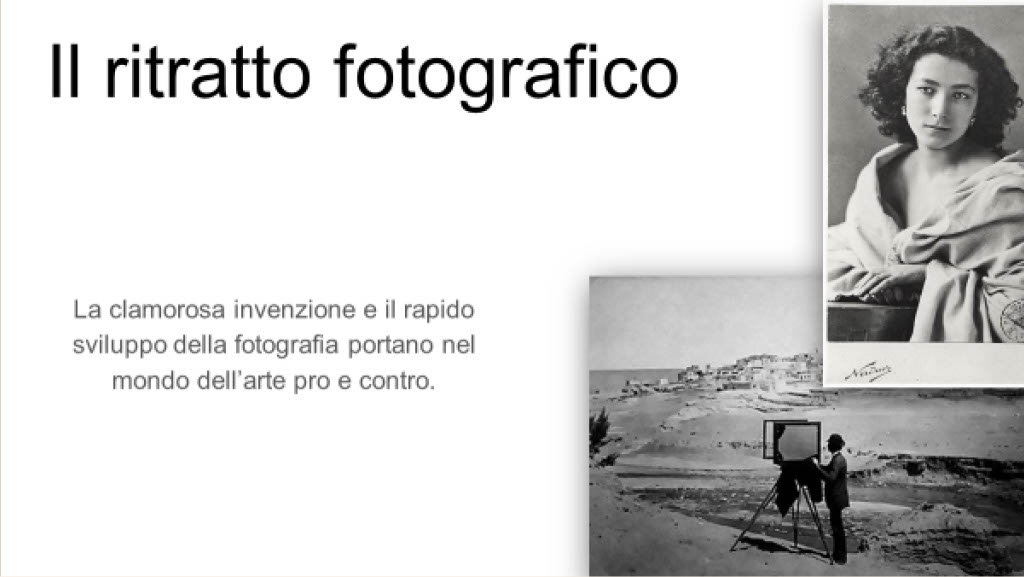 Il ritratto fotografico
La clamorosa invenzione e il rapido
sviluppo della fotografia portano nel
mondo dell’arte pro e contro.
Nadar